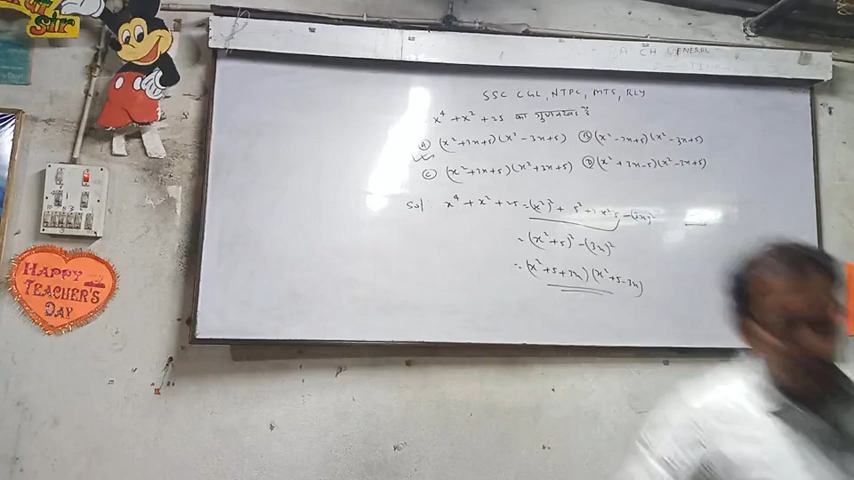 Sir
SSC CGL, NTPC, MTS, RLY
x⁴ + x² + 25 का गुणनखंड है
Ⓐ (x² + 3x + 5) (x² - 3x + 5) Ⓑ (x² - 3x + 5) (x² - 3x + 5)
Ⓒ (x² + 3x + 5) (x² + 3x + 5) Ⓓ (x² + 3x - 5) (x² - 3x + 5)
Sol x⁴ + x² + 25 = (x²)² + 5² + 2x²5 - (3x)²
= (x² + 5)² - (3x)²
= (x² + 5 + 3x) (x² + 5 - 3x)
HAPPY
TEACHER'S
DAY